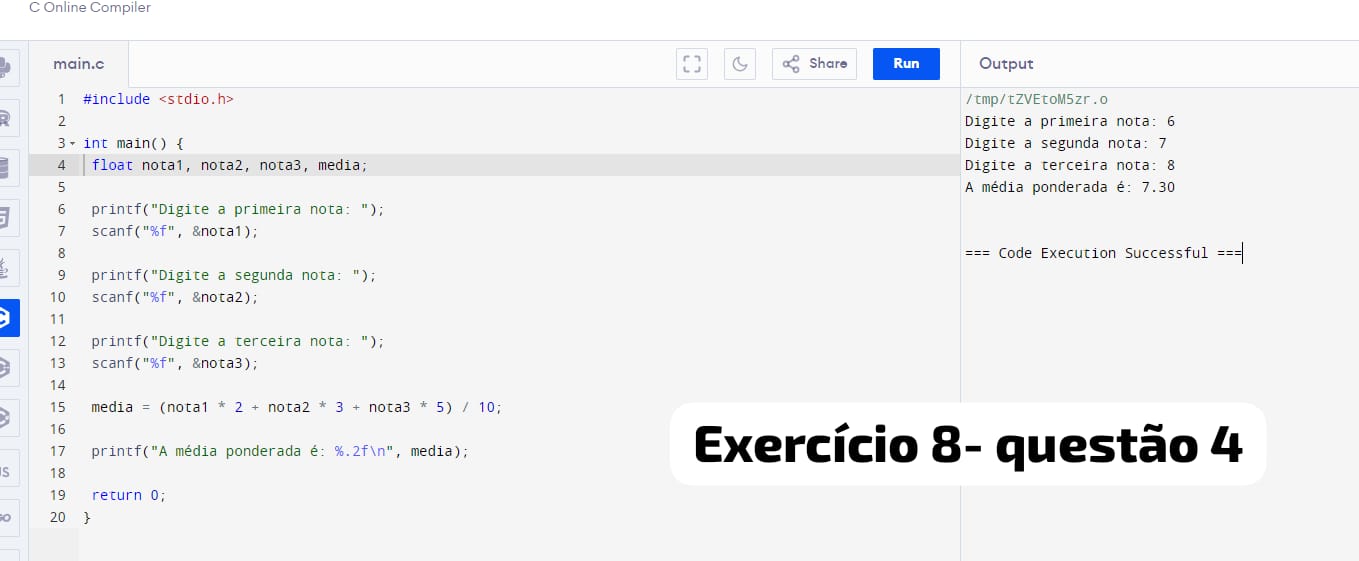 C Online Compiler
main.c
Share
Run
Output
1 #include <stdio.h>
2
3 int main() {
4 float nota1, nota2, nota3, media;
5
6 printf("Digite a primeira nota: ");
7 scanf("%f", &nota1);
8
9 printf("Digite a segunda nota: ");
10 scanf("%f", &nota2);
11
12 printf("Digite a terceira nota: ");
13 scanf("%f", &nota3);
14
15 media = (nota1 * 2 + nota2 * 3 + nota3 * 5) / 10;
16
17 printf("A média ponderada é: %.2f\n", media);
18
19 return 0;
20 }
/tmp/tZVEtoM5zr.o
Digite a primeira nota: 6
Digite a segunda nota: 7
Digite a terceira nota: 8
A média ponderada é: 7.30
=== Code Execution Successful ===
Exercício 8- questão 4